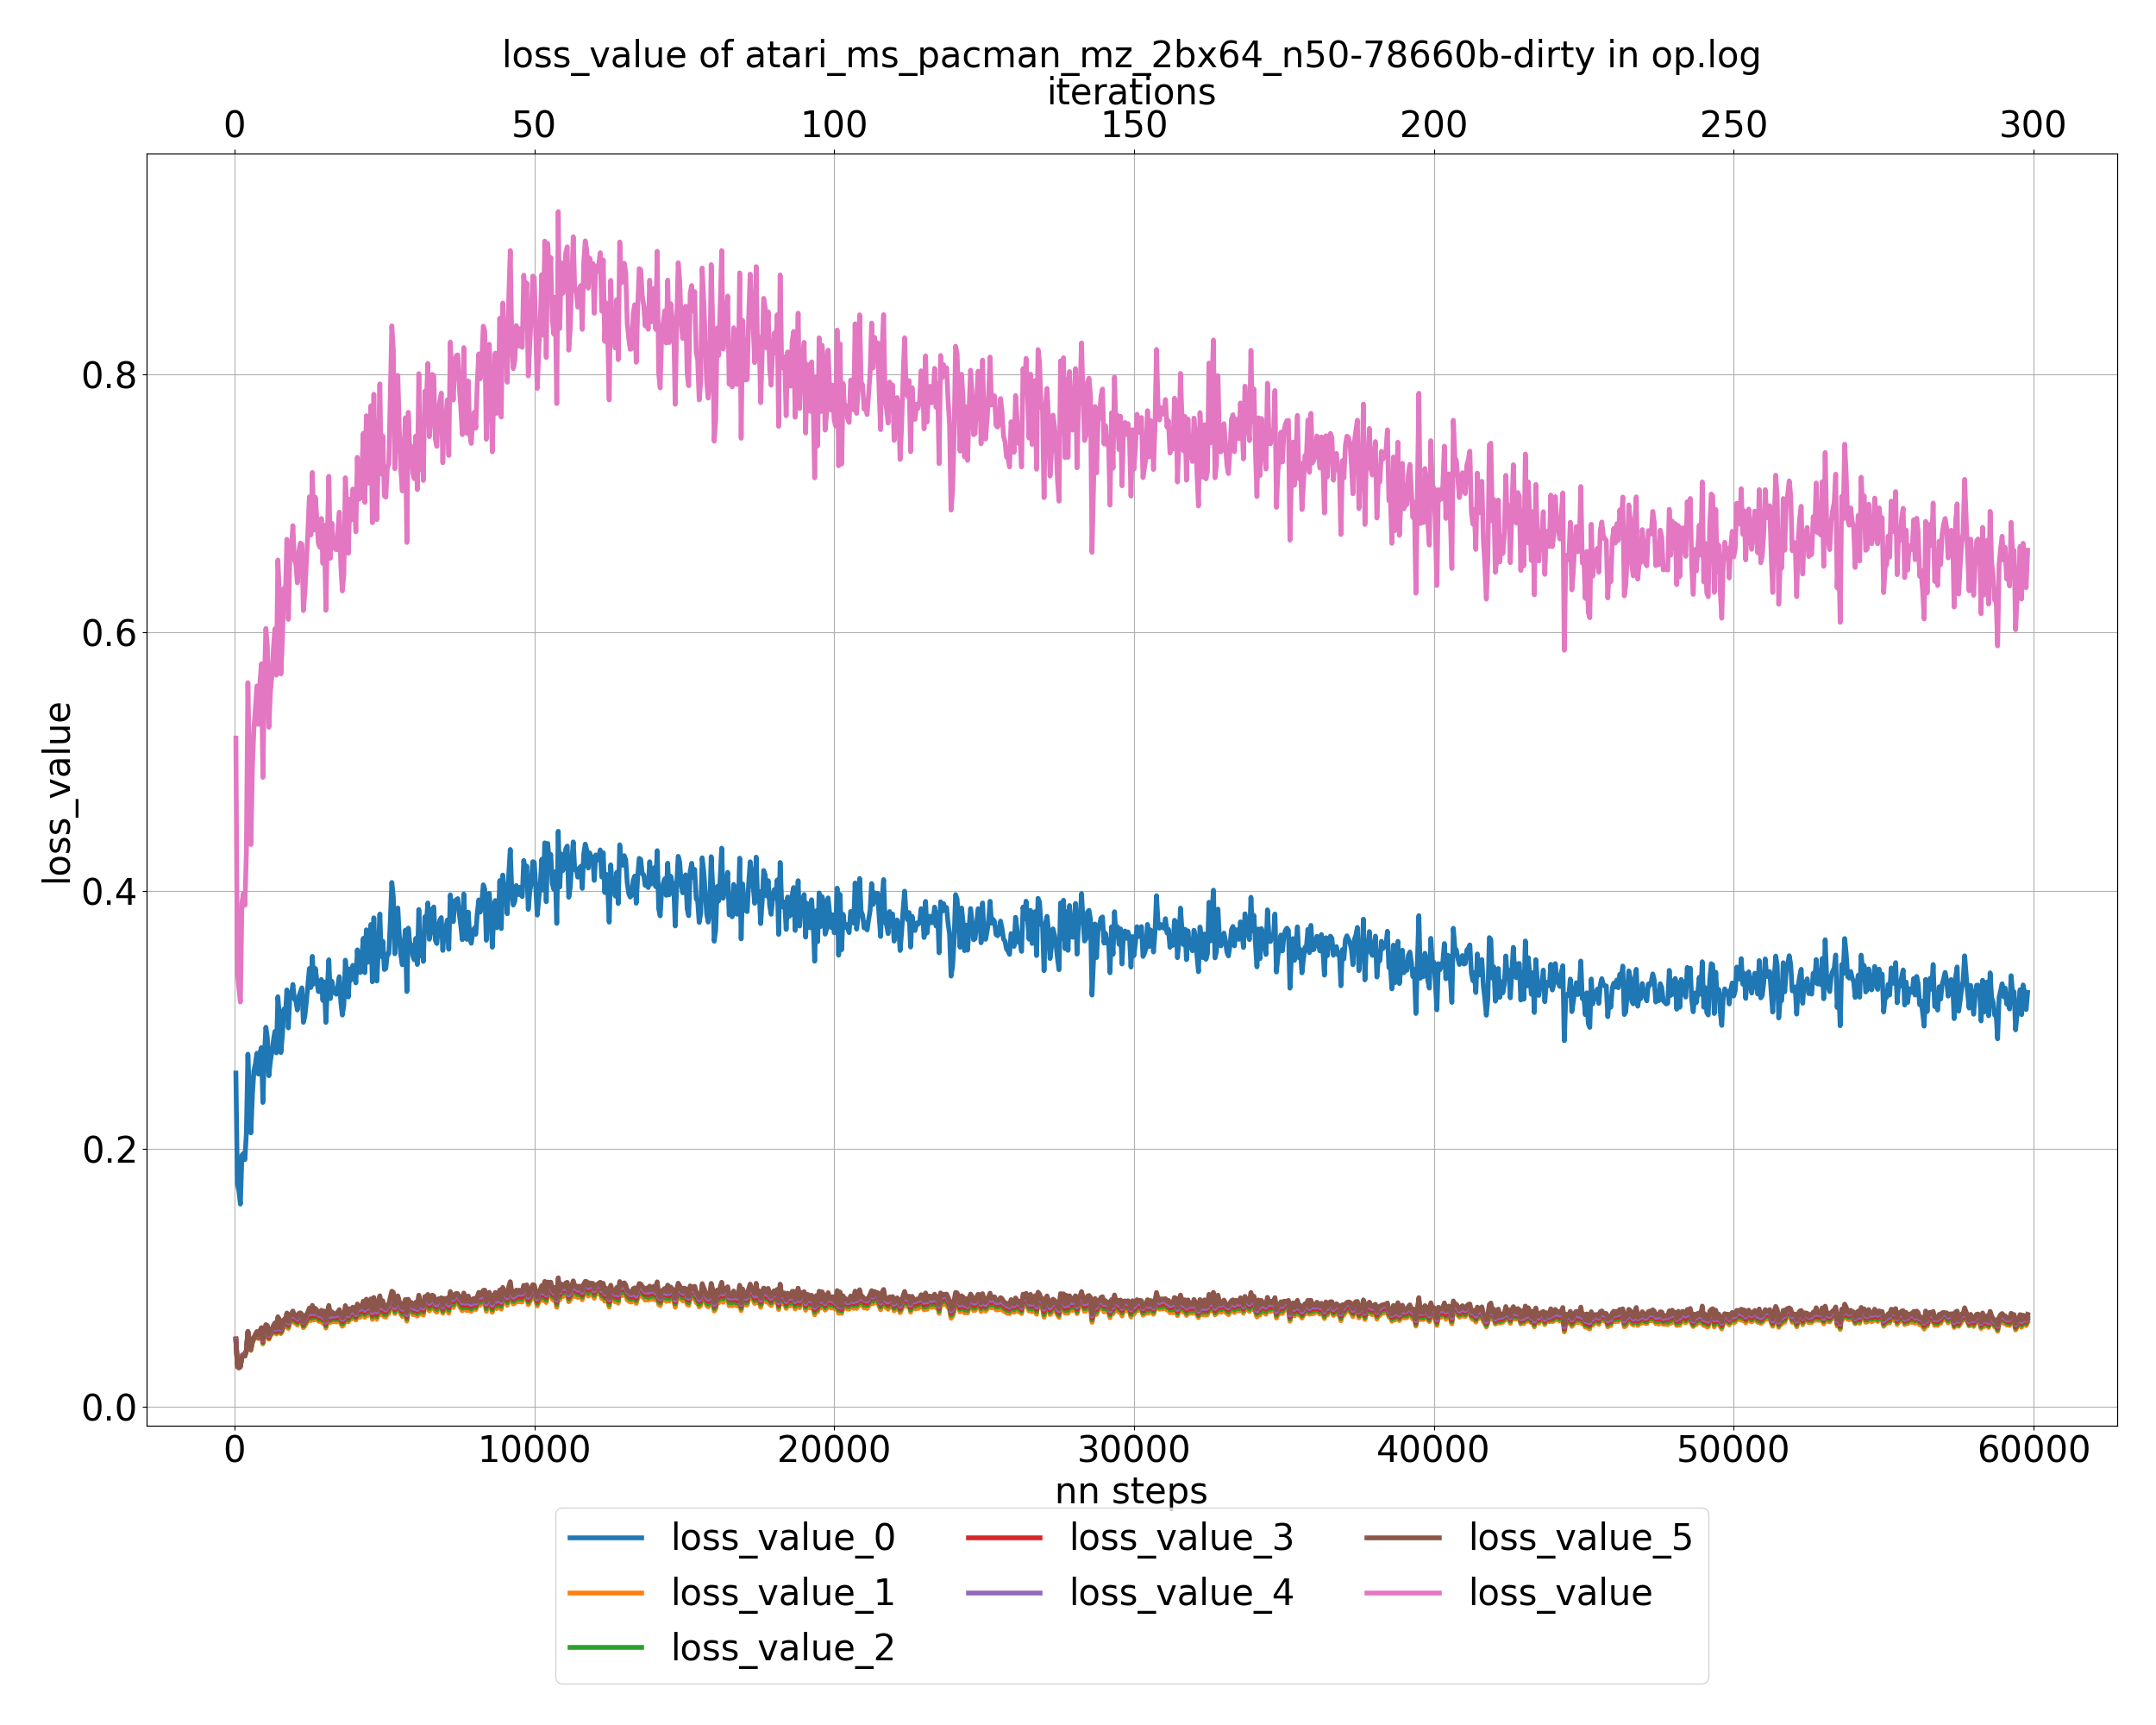 loss_value of atari_ms_pacman_mz_2bx64_n50-78660b-dirty in op.log
iterations
0 50 100 150 200 250 300
loss_value
0.8
0.6
0.4
0.2
0.0
0 10000 20000 30000 40000 50000 60000
nn steps
loss_value_0 loss_value_3 loss_value_5
loss_value_1 loss_value_4 loss_value
loss_value_2